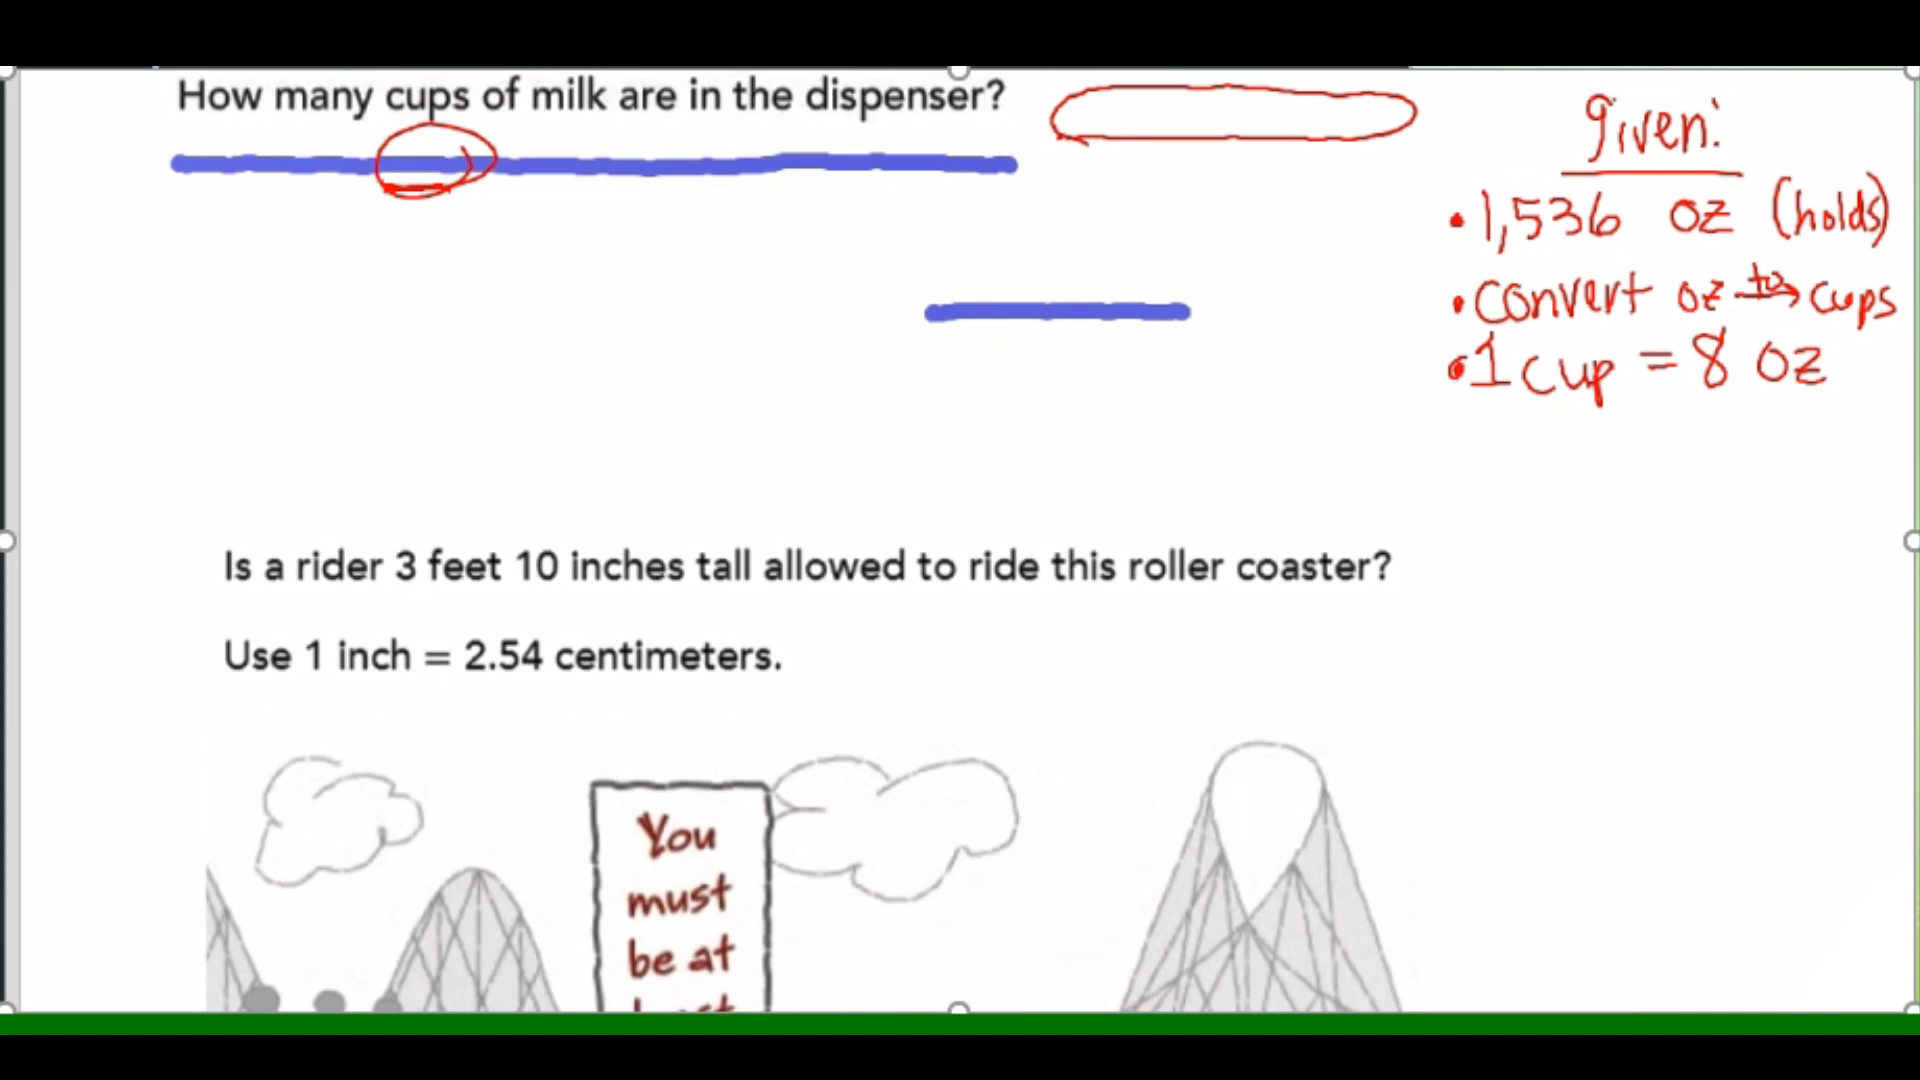 How many cups of milk are in the dispenser?
given:
• 1,536 oz (holds)
• convert oz to→ cups
• 1 cup = 8 oz
Is a rider 3 feet 10 inches tall allowed to ride this roller coaster?
Use 1 inch = 2.54 centimeters.
You
must
be at